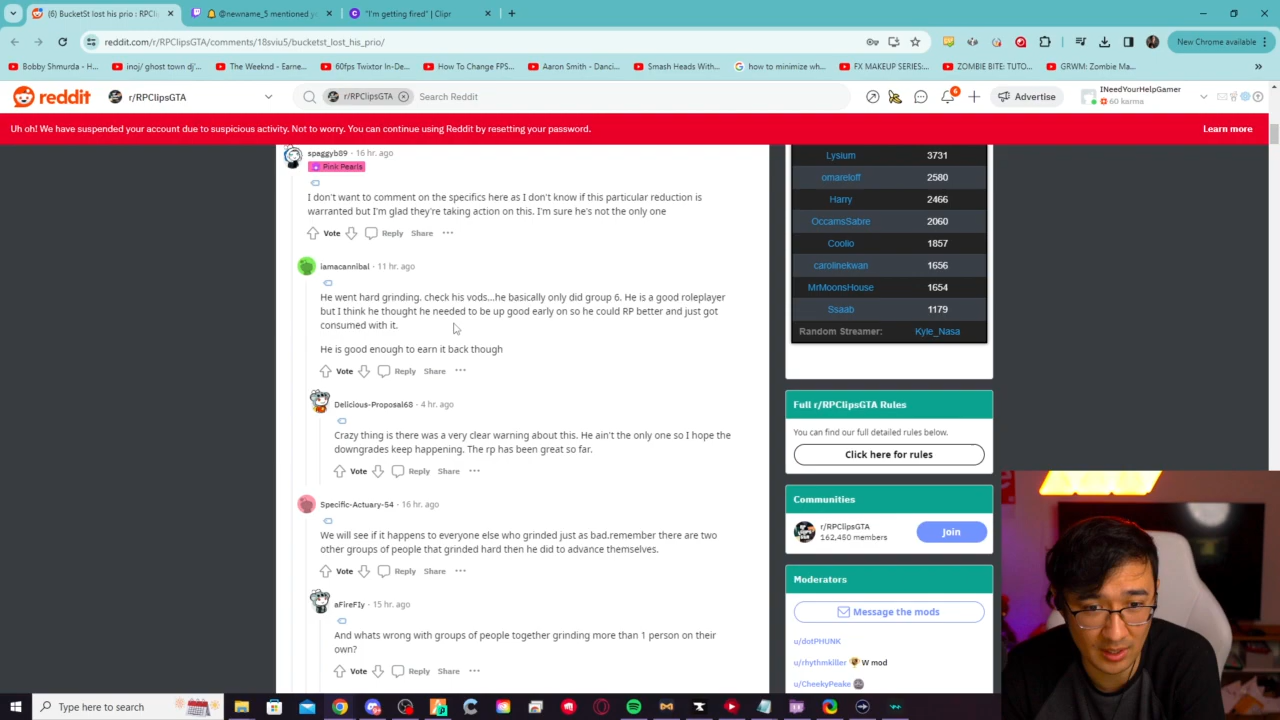 (6) BucketSt lost his prio : RPCl
@newname_5 mentioned y
"I'm getting fired" | Clipr
reddit.com/r/RPClipsGTA/comments/18sviu5/bucketst_lost_his_prio/
New Chrome available
Bobby Shmurda - H...
inoj/ ghost town dj'...
The Weeknd - Earne...
60fps Twixtor In-De...
How To Change FPS...
Aaron Smith - Danci...
Smash Heads With...
how to minimize wh...
FX MAKEUP SERIES:...
ZOMBIE BITE: TUTO...
GRWM: Zombie Ma...
reddit
r/RPClipsGTA
r/RPClipsGTA
Search Reddit
6
Advertise
INeedYourHelpGamer
60 karma
Uh oh! We have suspended your account due to suspicious activity. Not to worry. You can continue using Reddit by resetting your password.
Learn more
spaggyb89 · 16 hr. ago
Pink Pearls
I don't want to comment on the specifics here as I don't know if this particular reduction is
warranted but I'm glad they're taking action on this. I'm sure he's not the only one
Vote Reply Share ···
iamacannibal · 11 hr. ago
He went hard grinding. check his vods...he basically only did group 6. He is a good roleplayer
but I think he thought he needed to be up good early on so he could RP better and just got
consumed with it.
He is good enough to earn it back though
Vote Reply Share ···
Delicious-Proposal68 · 4 hr. ago
Crazy thing is there was a very clear warning about this. He ain't the only one so I hope the
downgrades keep happening. The rp has been great so far.
Vote Reply Share ···
Specific-Actuary-54 · 16 hr. ago
We will see if it happens to everyone else who grinded just as bad.remember there are two
other groups of people that grinded hard then he did to advance themselves.
Vote Reply Share ···
aFireFly · 15 hr. ago
And whats wrong with groups of people together grinding more than 1 person on their
own?
Vote Reply Share ···
Lysium 3731
omareloff 2580
Harry 2466
OccamsSabre 2060
Coolio 1857
carolinekwan 1656
MrMoonsHouse 1654
Ssaab 1179
Random Streamer: Kyle_Nasa
Full r/RPClipsGTA Rules
You can find our full detailed rules below.
Click here for rules
Communities
r/RPClipsGTA
162,450 members
Join
Moderators
Message the mods
u/dotPHUNK
u/rhythmkiller W mod
u/CheekyPeake
Type here to search